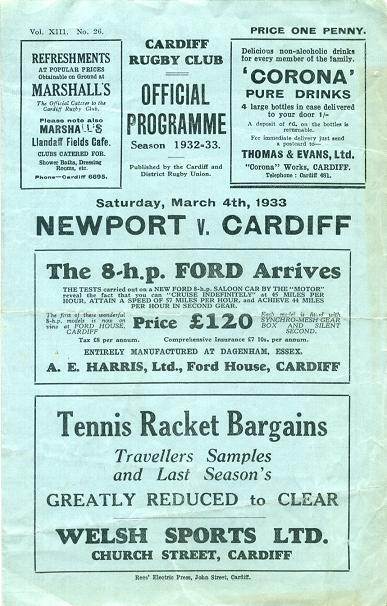 Vol. XIII. No. 26.
PRICE ONE PENNY.
REFRESHMENTS
AT POPULAR PRICES
Obtainable on Ground at
MARSHALL'S
The Official Caterer to the
Cardiff Rugby Club.
Please note also
MARSHALL'S
Llandaff Fields Cafe.
CLUBS CATERED FOR.
Shower Baths, Dressing
Rooms, etc.
Phone—Cardiff 6695.
CARDIFF
RUGBY CLUB
OFFICIAL
PROGRAMME
Season 1932-33.
Published by the Cardiff and
District Rugby Union.
Delicious non-alcoholic drinks
for every member of the family.
'CORONA'
PURE DRINKS
4 large bottles in case delivered
to your door 1/-
A deposit of on the bottles is
returnable.
For immediate delivery just send
a postcard to—
THOMAS & EVANS, Ltd.
"Corona" Works, CARDIFF.
Telephone: Cardiff 481.
Saturday, March 4th, 1933
NEWPORT V. CARDIFF
The 8-h.p. FORD Arrives
THE TESTS carried out on a NEW FORD 8-h.p. SALOON CAR BY THE "MOTOR"
reveal the fact that you can "CRUISE INDEFINITELY" at 45 MILES PER
HOUR, ATTAIN A SPEED OF 57 MILES PER HOUR, and ACHIEVE 44 MILES
PER HOUR IN SECOND GEAR.
The first of these wonderful
8-h.p. models is now on
view at FORD HOUSE,
CARDIFF
Price £120
Each model is fitted with
SYNCHRO-MESH GEAR
BOX AND SILENT
SECOND.
Tax £8 per annum. Comprehensive Insurance £7 10s. per annum.
ENTIRELY MANUFACTURED AT DAGENHAM, ESSEX.
A. E. HARRIS, Ltd., Ford House, CARDIFF
Tennis Racket Bargains
Travellers Samples
and Last Season's
GREATLY REDUCED to CLEAR
WELSH SPORTS LTD.
CHURCH STREET, CARDIFF
Rees' Electric Press, John Street, Cardiff.